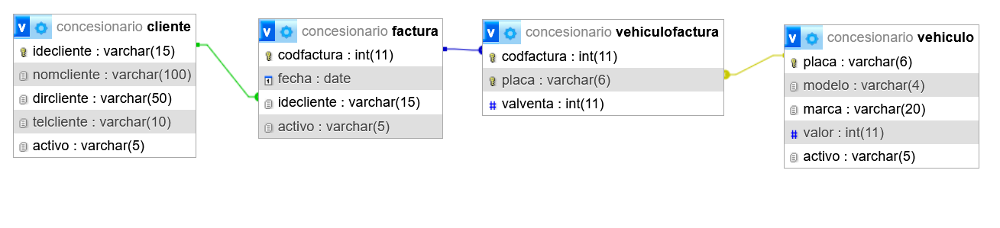 v concesionario cliente
idecliente : varchar(15)
nomcliente : varchar(100)
dircliente : varchar(50)
telcliente : varchar(10)
activo : varchar(5)
v concesionario factura
codfactura : int(11)
1 fecha : date
idecliente : varchar(15)
activo : varchar(5)
v concesionario vehiculofactura
codfactura : int(11)
placa : varchar(6)
# valventa : int(11)
v concesionario vehiculo
placa : varchar(6)
modelo : varchar(4)
marca : varchar(20)
# valor : int(11)
activo : varchar(5)